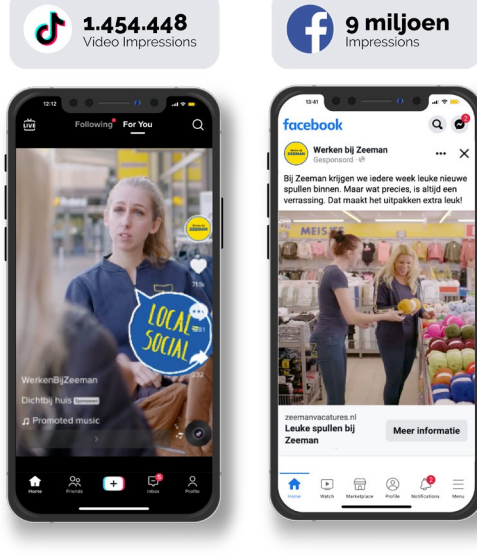 1.454.448
Video Impressions
9 miljoen
Impressions
12:12
LIVE
Following
For You
LOCAL
SOCIAL
WerkenBijZeeman
Dichtbij huis
Promoted music
Home
Friends
Inbox
Profile
13:41
facebook
Werken bij Zeeman
Gesponsord
Bij Zeeman krijgen we iedere week leuke nieuwe
spullen binnen. Maar wat precies, is altijd een
verrassing. Dat maakt het uitpakken extra leuk!
MEISJES
zeemanvacatures.nl
Leuke spullen bij
Zeeman
Meer informatie
Home
Watch
Marketplace
Profile
Notifications
Menu